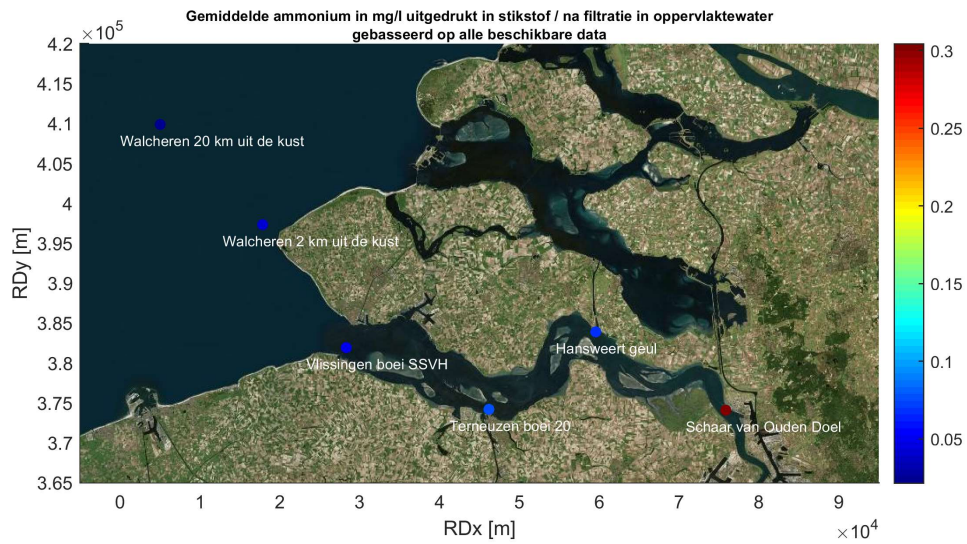 Gemiddelde ammonium in mg/l uitgedrukt in stikstof / na filtratie in oppervlaktewater
gebasseerd op alle beschikbare data
×10⁵
4.2
4.15
4.1
4.05
4
3.95
3.9
3.85
3.8
3.75
3.7
3.65
RDy [m]
Walcheren 20 km uit de kust
Walcheren 2 km uit de kust
Vlissingen boei SSVH
Hansweert geul
Terneuzen boei 20
Schaar van Ouden Doel
0.3
0.25
0.2
0.15
0.1
0.05
0 1 2 3 4 5 6 7 8 9
RDx [m]
×10⁴